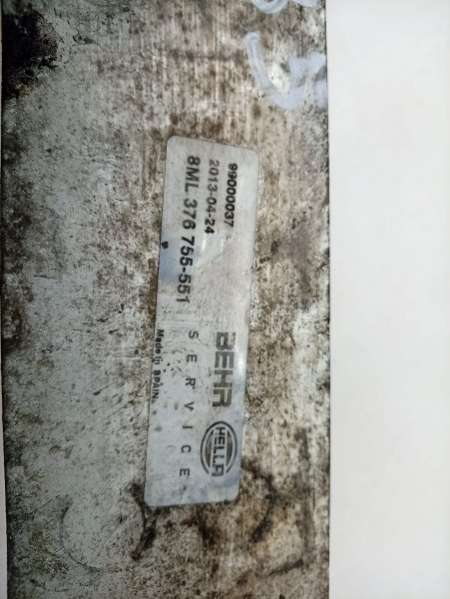 99000037
2013-04-24
8ML 376 755-551
BEHR
HELLA
SERVICE
Made in SPAIN